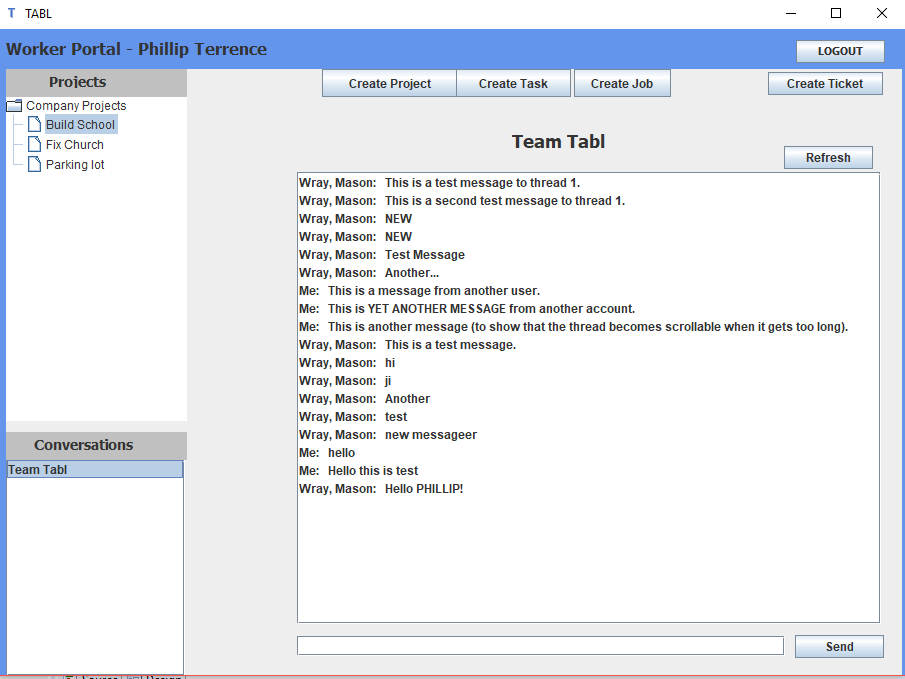 T TABL
Worker Portal - Phillip Terrence
LOGOUT
Projects
Create Project
Create Task
Create Job
Create Ticket
Company Projects
Build School
Fix Church
Parking lot
Team Tabl
Refresh
Wray, Mason: This is a test message to thread 1.
Wray, Mason: This is a second test message to thread 1.
Wray, Mason: NEW
Wray, Mason: NEW
Wray, Mason: Test Message
Wray, Mason: Another...
Me: This is a message from another user.
Me: This is YET ANOTHER MESSAGE from another account.
Me: This is another message (to show that the thread becomes scrollable when it gets too long).
Wray, Mason: This is a test message.
Wray, Mason: hi
Wray, Mason: ji
Wray, Mason: Another
Wray, Mason: test
Wray, Mason: new messageer
Me: hello
Me: Hello this is test
Wray, Mason: Hello PHILLIP!
Conversations
Team Tabl
Send